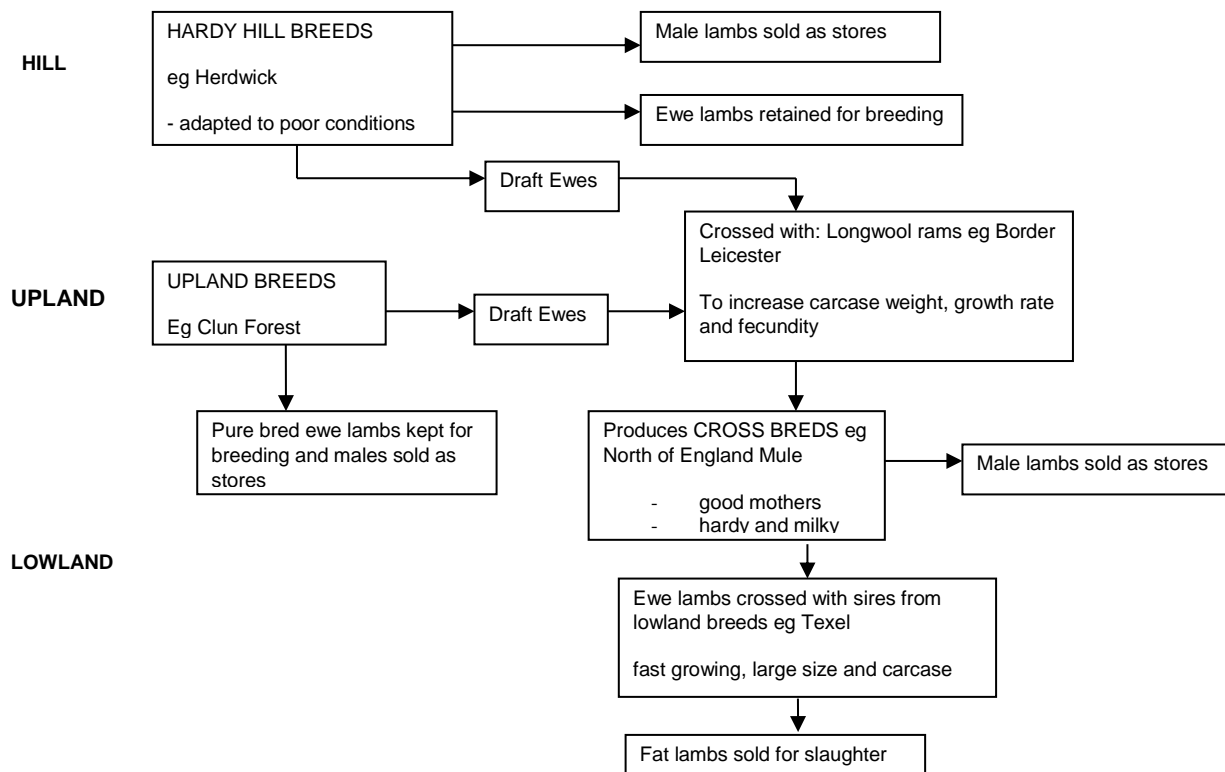 HILL
HARDY HILL BREEDS
eg Herdwick
- adapted to poor conditions
Male lambs sold as stores
Ewe lambs retained for breeding
Draft Ewes
Crossed with: Longwool rams eg Border
Leicester
To increase carcase weight, growth rate
and fecundity
UPLAND
UPLAND BREEDS
Eg Clun Forest
Draft Ewes
Pure bred ewe lambs kept for
breeding and males sold as
stores
Produces CROSS BREDS eg
North of England Mule
- good mothers
- hardy and milky
Male lambs sold as stores
LOWLAND
Ewe lambs crossed with sires from
lowland breeds eg Texel
fast growing, large size and carcase
Fat lambs sold for slaughter